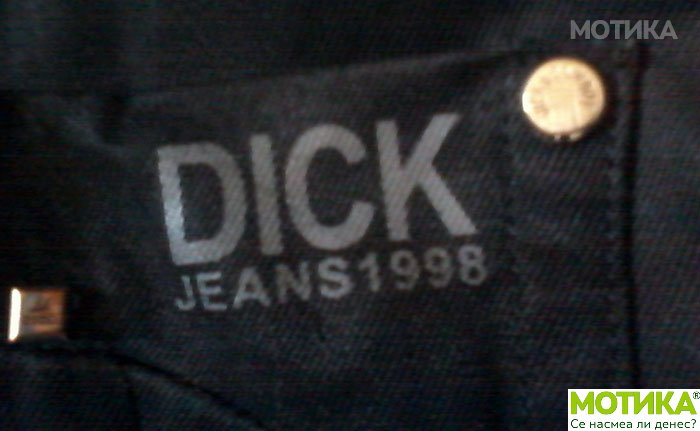 МОТИКА
DICK
JEANS1998
МОТИКА®
Се насмеа ли денес?